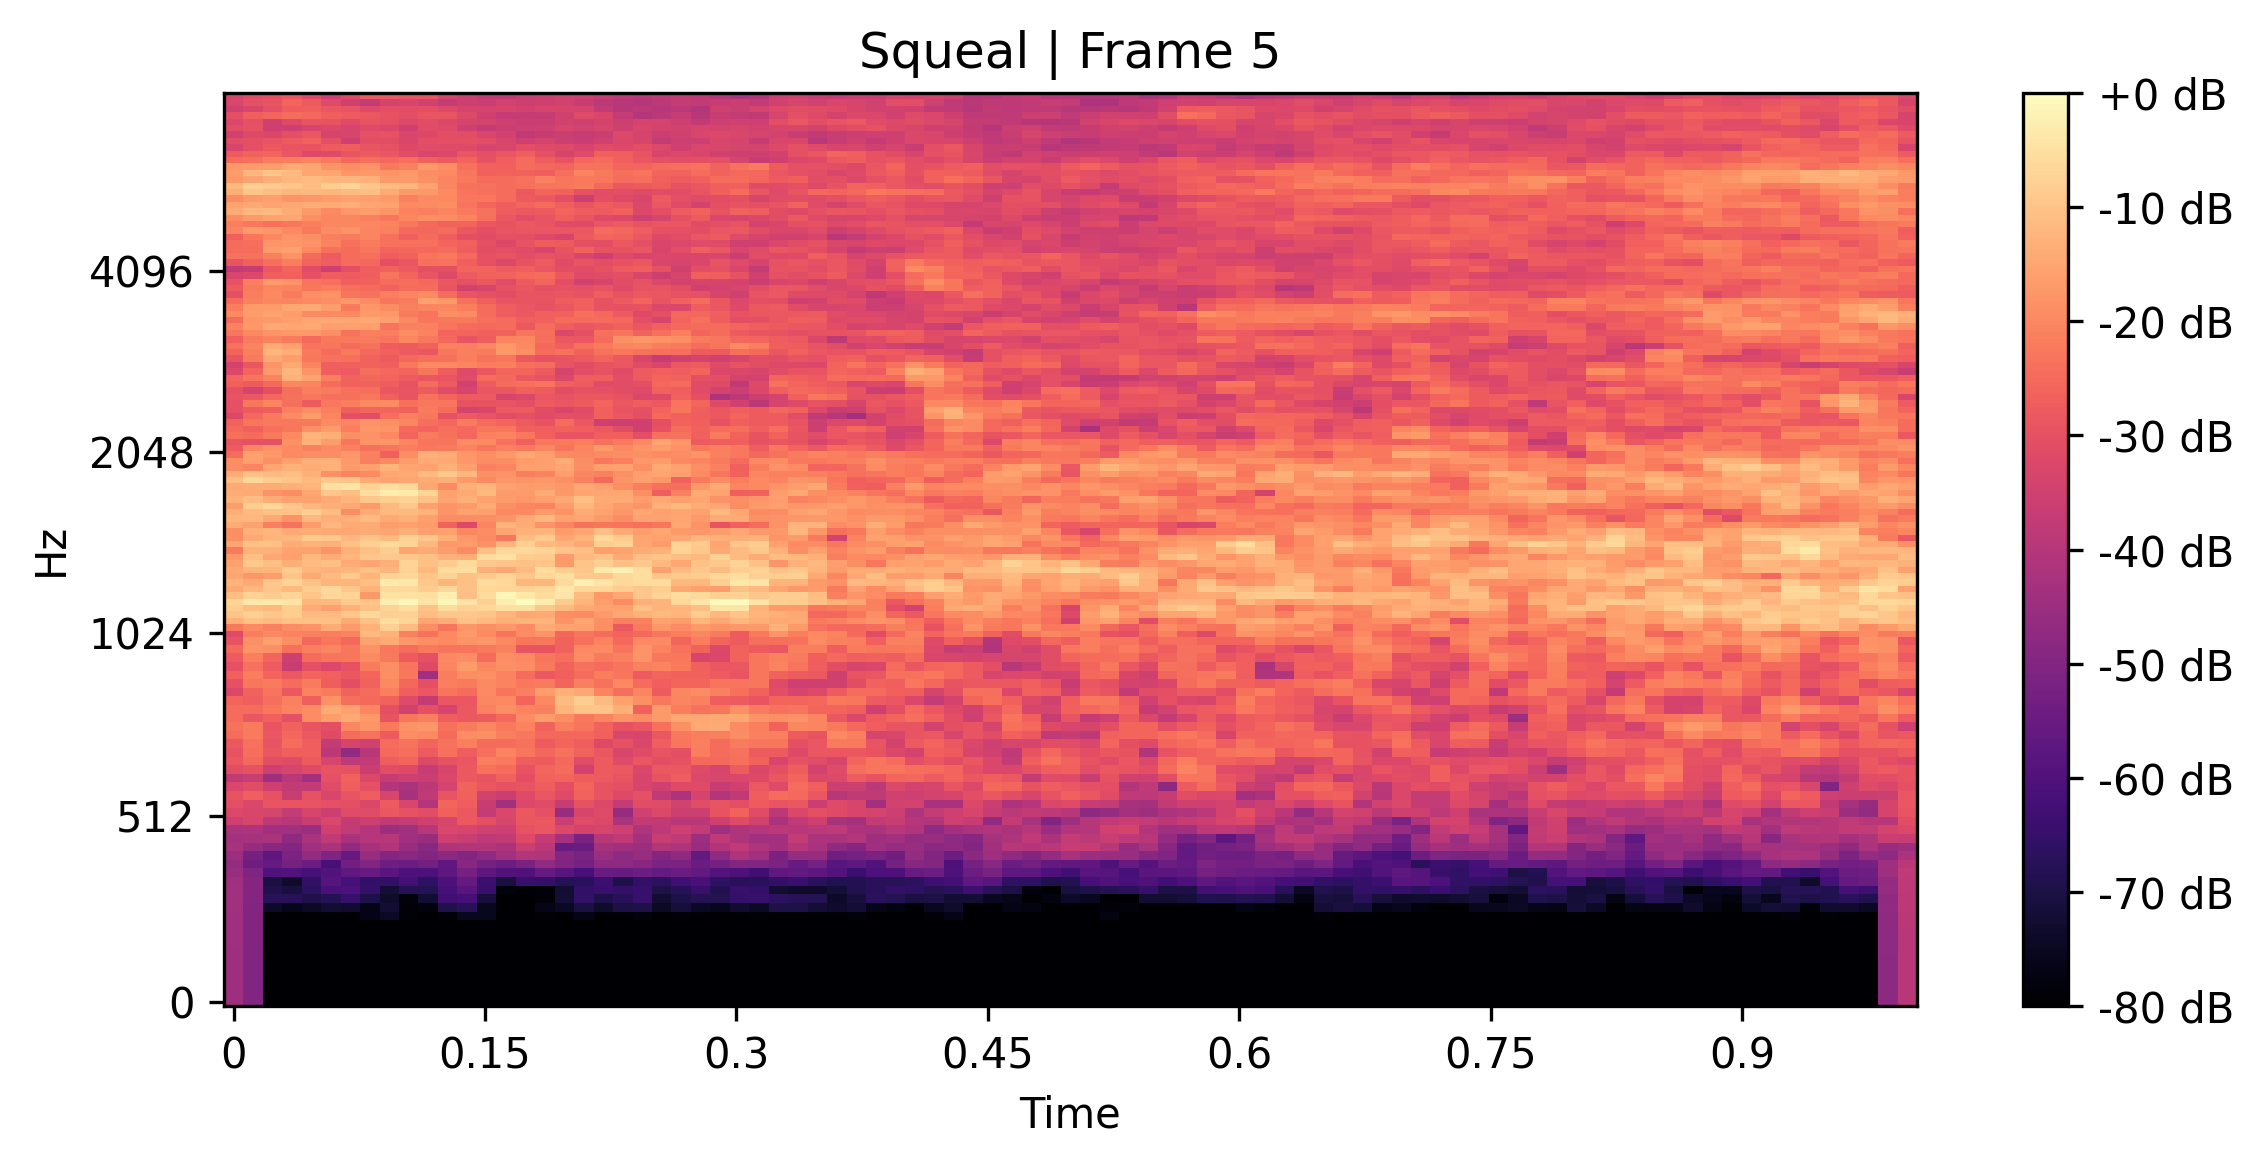 Squeal | Frame 5
+0 dB
-10 dB
-20 dB
-30 dB
-40 dB
-50 dB
-60 dB
-70 dB
-80 dB
Hz
4096
2048
1024
512
0
0 0.15 0.3 0.45 0.6 0.75 0.9
Time